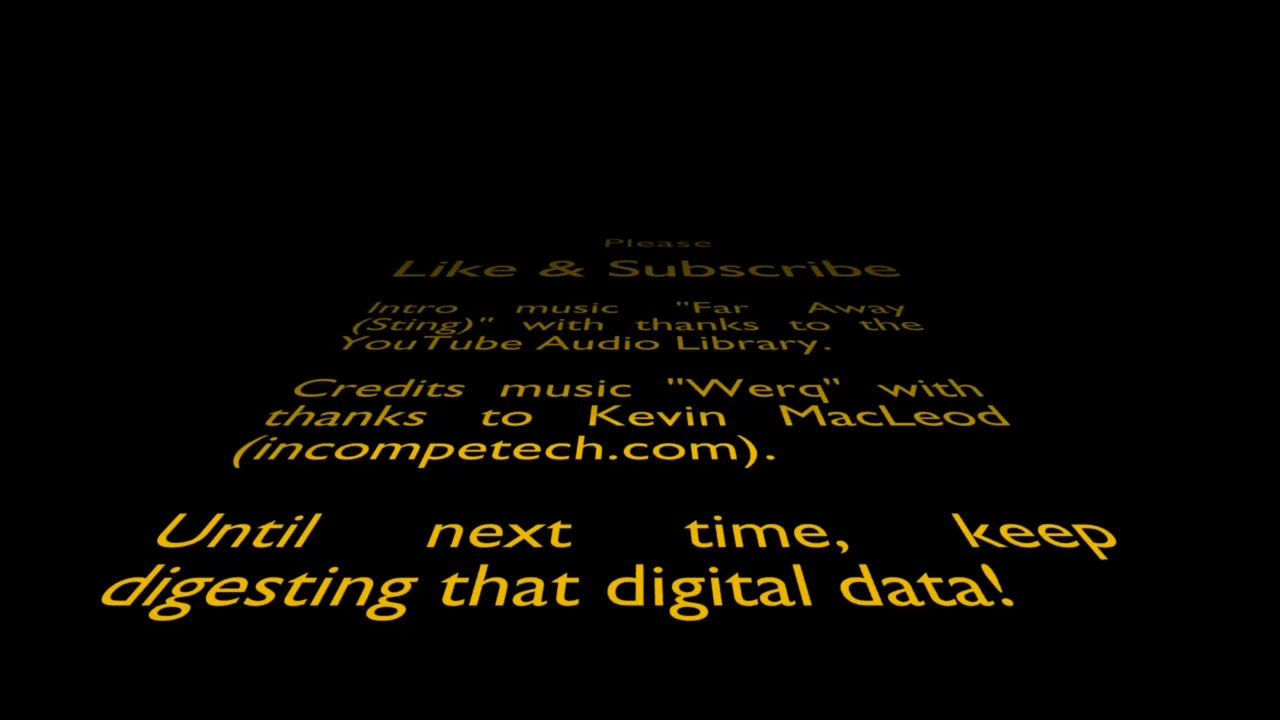 Please
Like & Subscribe
Intro music "Far Away
(Sting)" with thanks to the
YouTube Audio Library.
Credits music "Werq" with
thanks to Kevin MacLeod
(incompetech.com).
Until next time, keep
digesting that digital data!